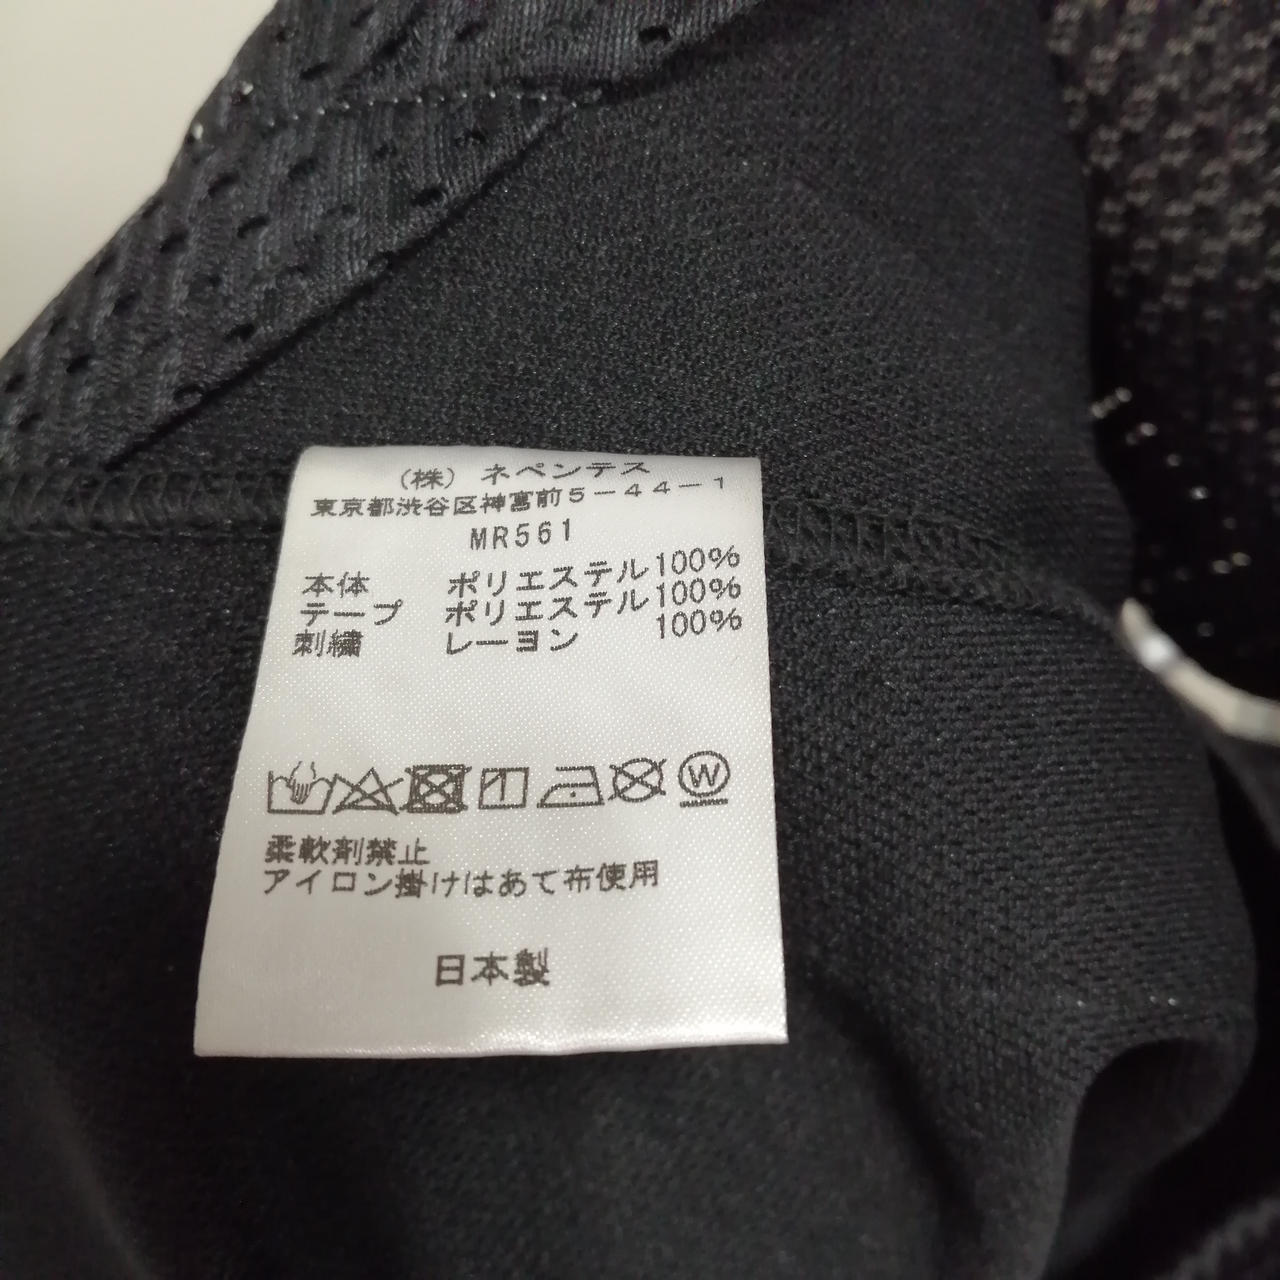 (株) ネペンテス
東京都渋谷区神宮前5-44-1
MR561
本体 ポリエステル100%
テープ ポリエステル100%
刺繍 レーヨン 100%
W
柔軟剤禁止
アイロン掛けはあて布使用
日本製